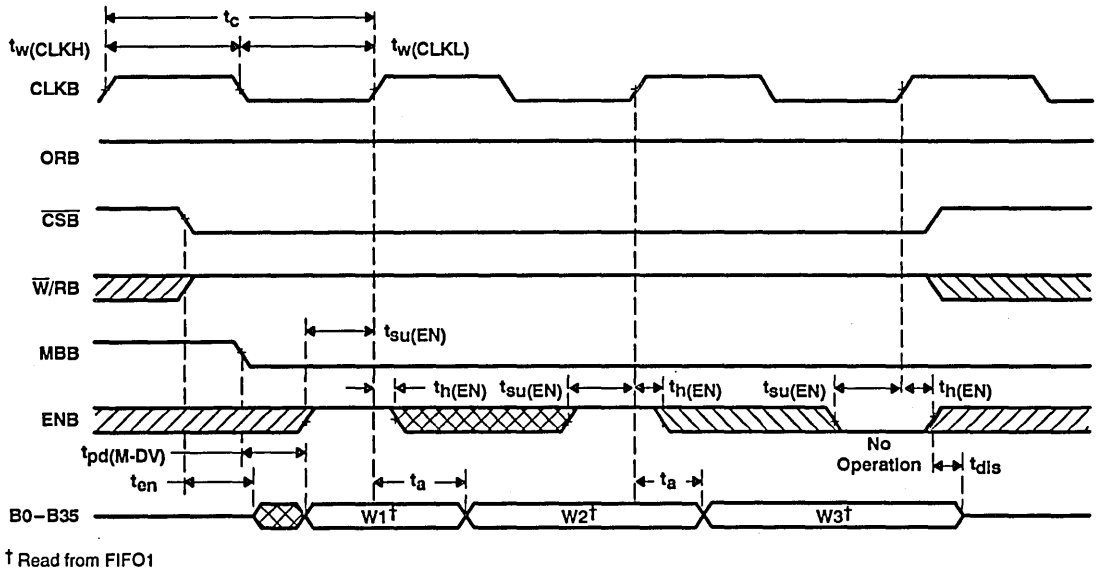 tc
tw(CLKH)
tw(CLKL)
CLKB
ORB
CSB
W/RB
tsu(EN)
MBB
th(EN)
tsu(EN)
th(EN)
tsu(EN)
th(EN)
ENB
No
Operation
tpd(M-DV)
ten
ta
ta
tdis
B0–B35
W1†
W2†
W3†
† Read from FIFO1